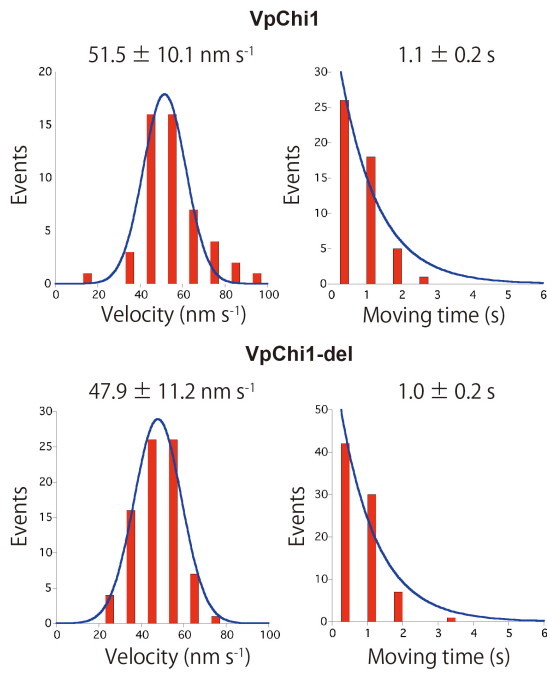 VpChi1
51.5 ± 10.1 nm s⁻¹
1.1 ± 0.2 s
20
15
10
5
0
Events
0 20 40 60 80 100
Velocity (nm s⁻¹)
30
25
20
15
10
5
0
Events
0 1 2 3 4 5 6
Moving time (s)
VpChi1-del
47.9 ± 11.2 nm s⁻¹
1.0 ± 0.2 s
30
25
20
15
10
5
0
Events
0 20 40 60 80 100
Velocity (nm s⁻¹)
50
40
30
20
10
0
Events
0 1 2 3 4 5 6
Moving time (s)